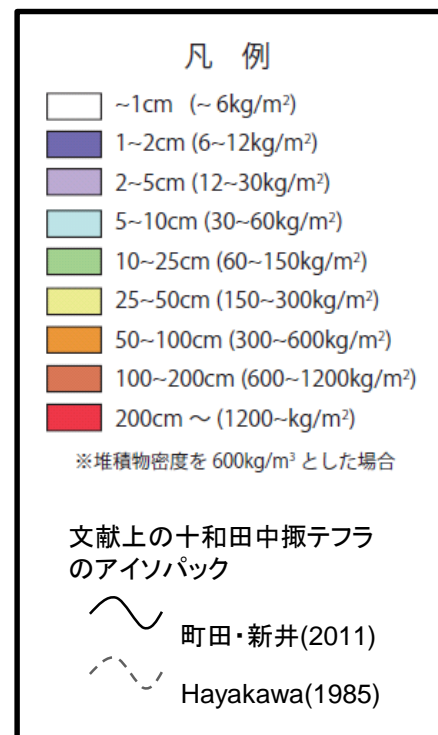 凡 例
~1cm (~ 6kg/m²)
1~2cm (6~12kg/m²)
2~5cm (12~30kg/m²)
5~10cm (30~60kg/m²)
10~25cm (60~150kg/m²)
25~50cm (150~300kg/m²)
50~100cm (300~600kg/m²)
100~200cm (600~1200kg/m²)
200cm ～ (1200~kg/m²)
※堆積物密度を 600kg/m³ とした場合
文献上の十和田中掫テフラ
のアイソパック
町田・新井(2011)
Hayakawa(1985)